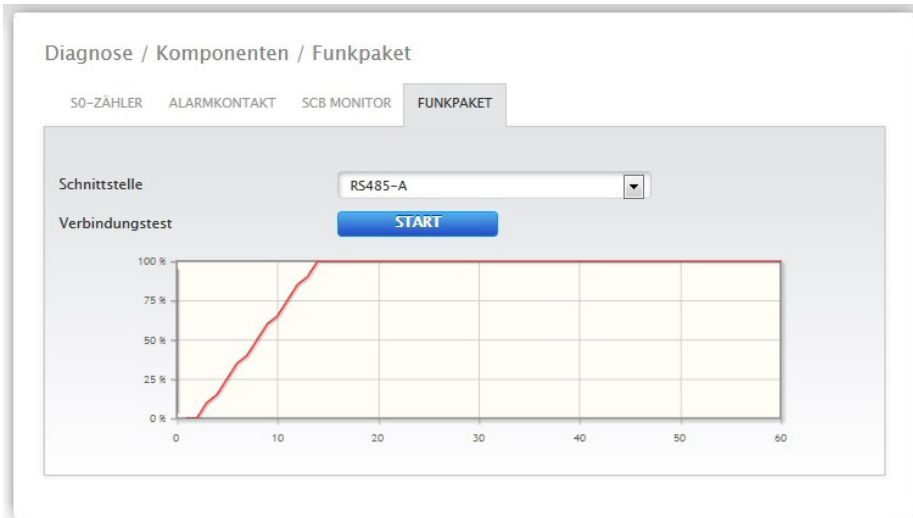 Diagnose / Komponenten / Funkpaket
S0-ZÄHLER ALARMKONTAKT SCB MONITOR FUNKPAKET
Schnittstelle RS485-A
Verbindungstest START
100 %
75 %
50 %
25 %
0 %
0 10 20 30 40 50 60